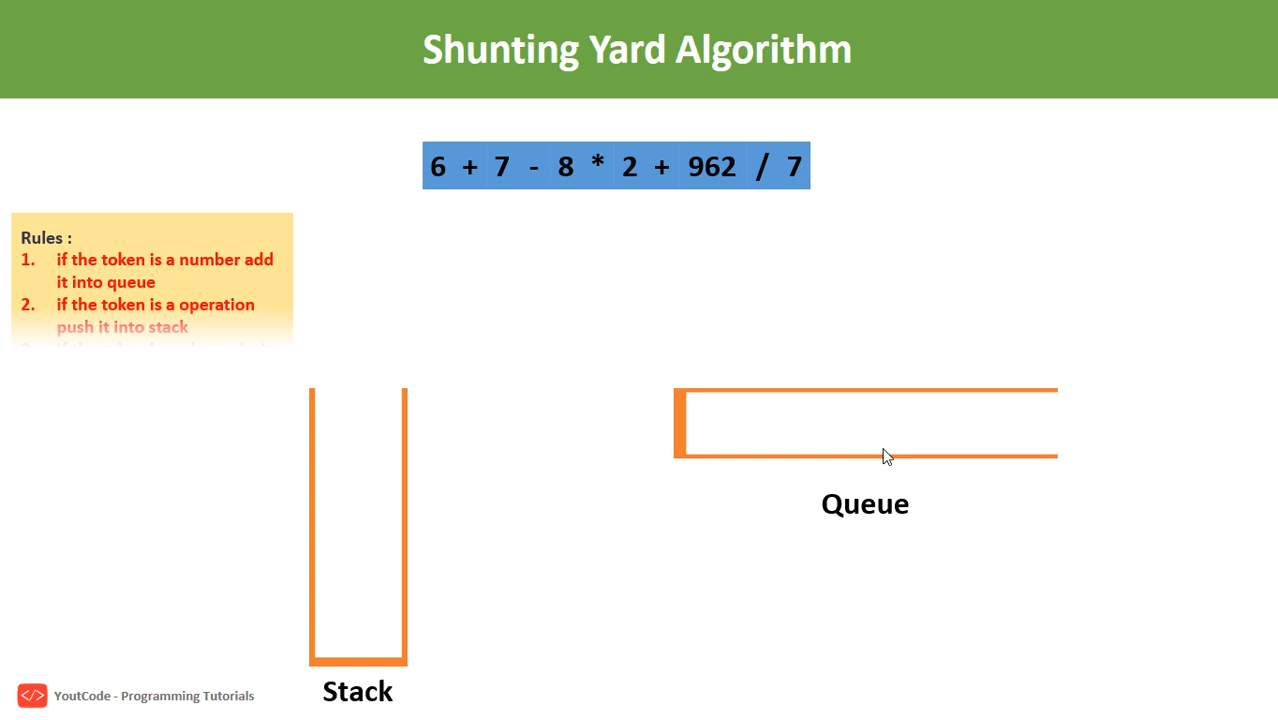 Shunting Yard Algorithm
6 + 7 - 8 * 2 + 962 / 7
Rules :
1. if the token is a number add
it into queue
2. if the token is a operation
push it into stack
Queue
Stack
</> YoutCode - Programming Tutorials